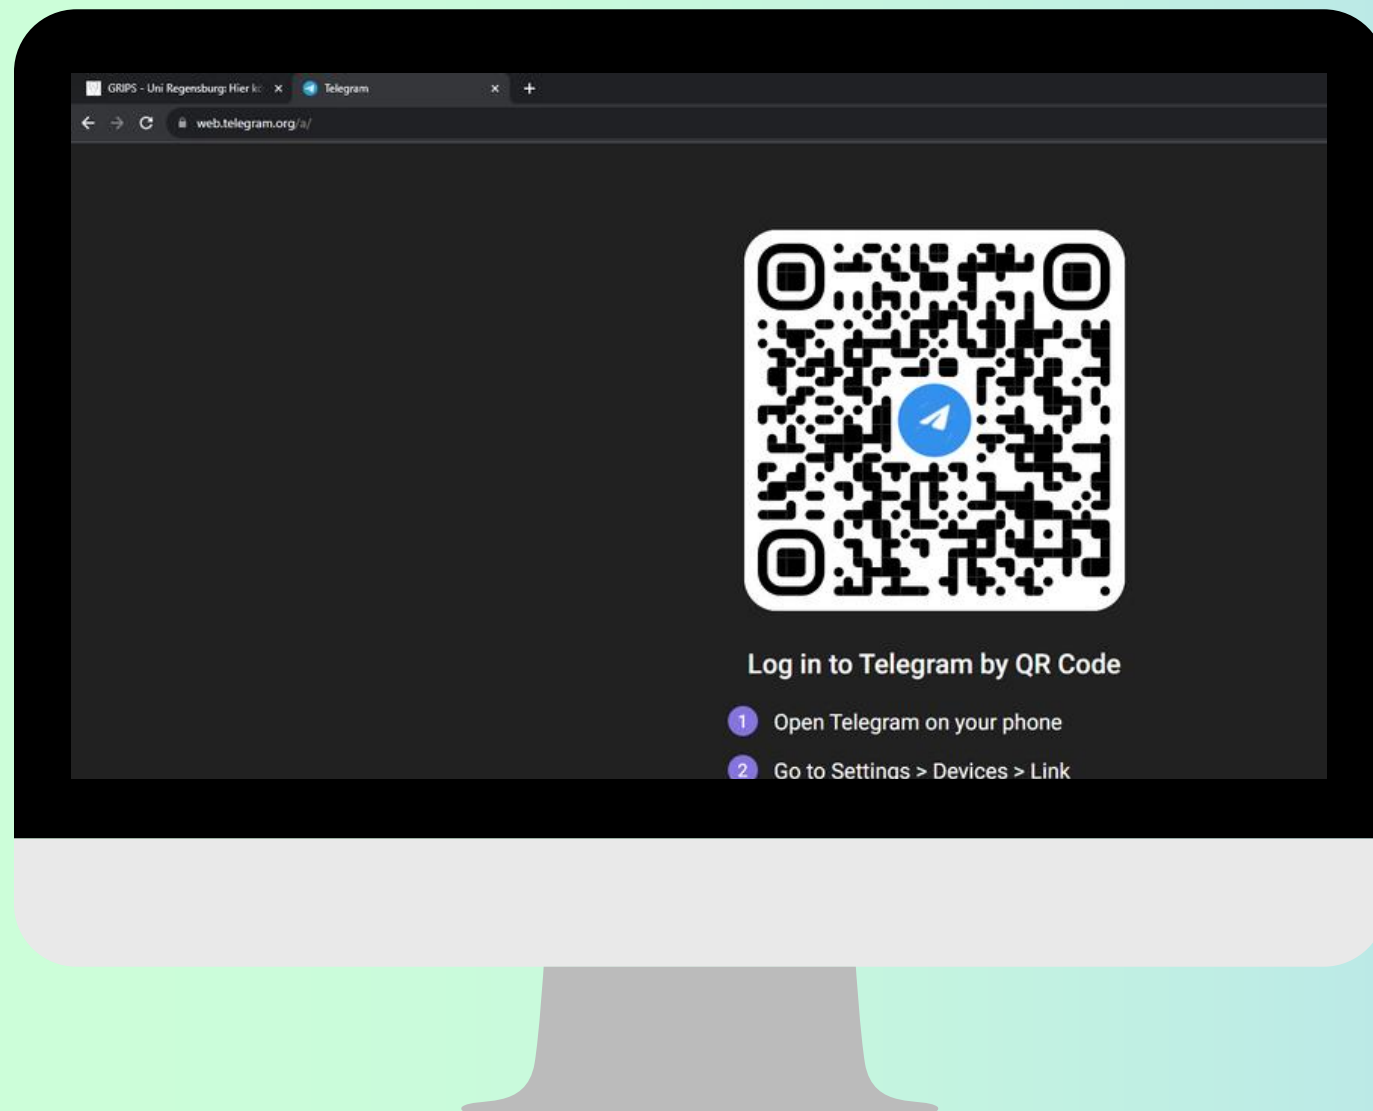 GRIPS - Uni Regensburg: Hier k
Telegram
web.telegram.org/a/
Log in to Telegram by QR Code
1 Open Telegram on your phone
2 Go to Settings > Devices > Link